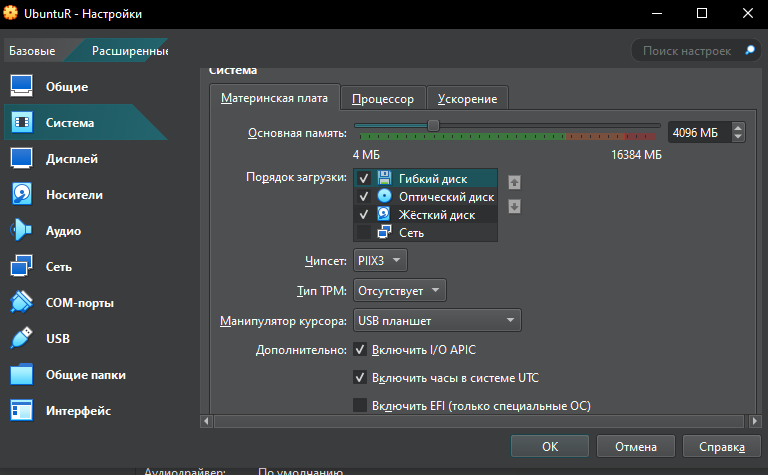 UbuntuR - Настройки
Базовые Расширенные Поиск настроек
Общие
Система
Дисплей
Носители
Аудио
Сеть
COM-порты
USB
Общие папки
Интерфейс
Система
Материнская плата Процессор Ускорение
Основная память: 4096 МБ
4 МБ 16384 МБ
Порядок загрузки: Гибкий диск
Оптический диск
Жёсткий диск
Сеть
Чипсет: PIIX3
Тип TPM: Отсутствует
Манипулятор курсора: USB планшет
Дополнительно: Включить I/O APIC
Включить часы в системе UTC
Включить EFI (только специальные ОС)
OK Отмена Справка
Аудиодрайвер: По умолчанию